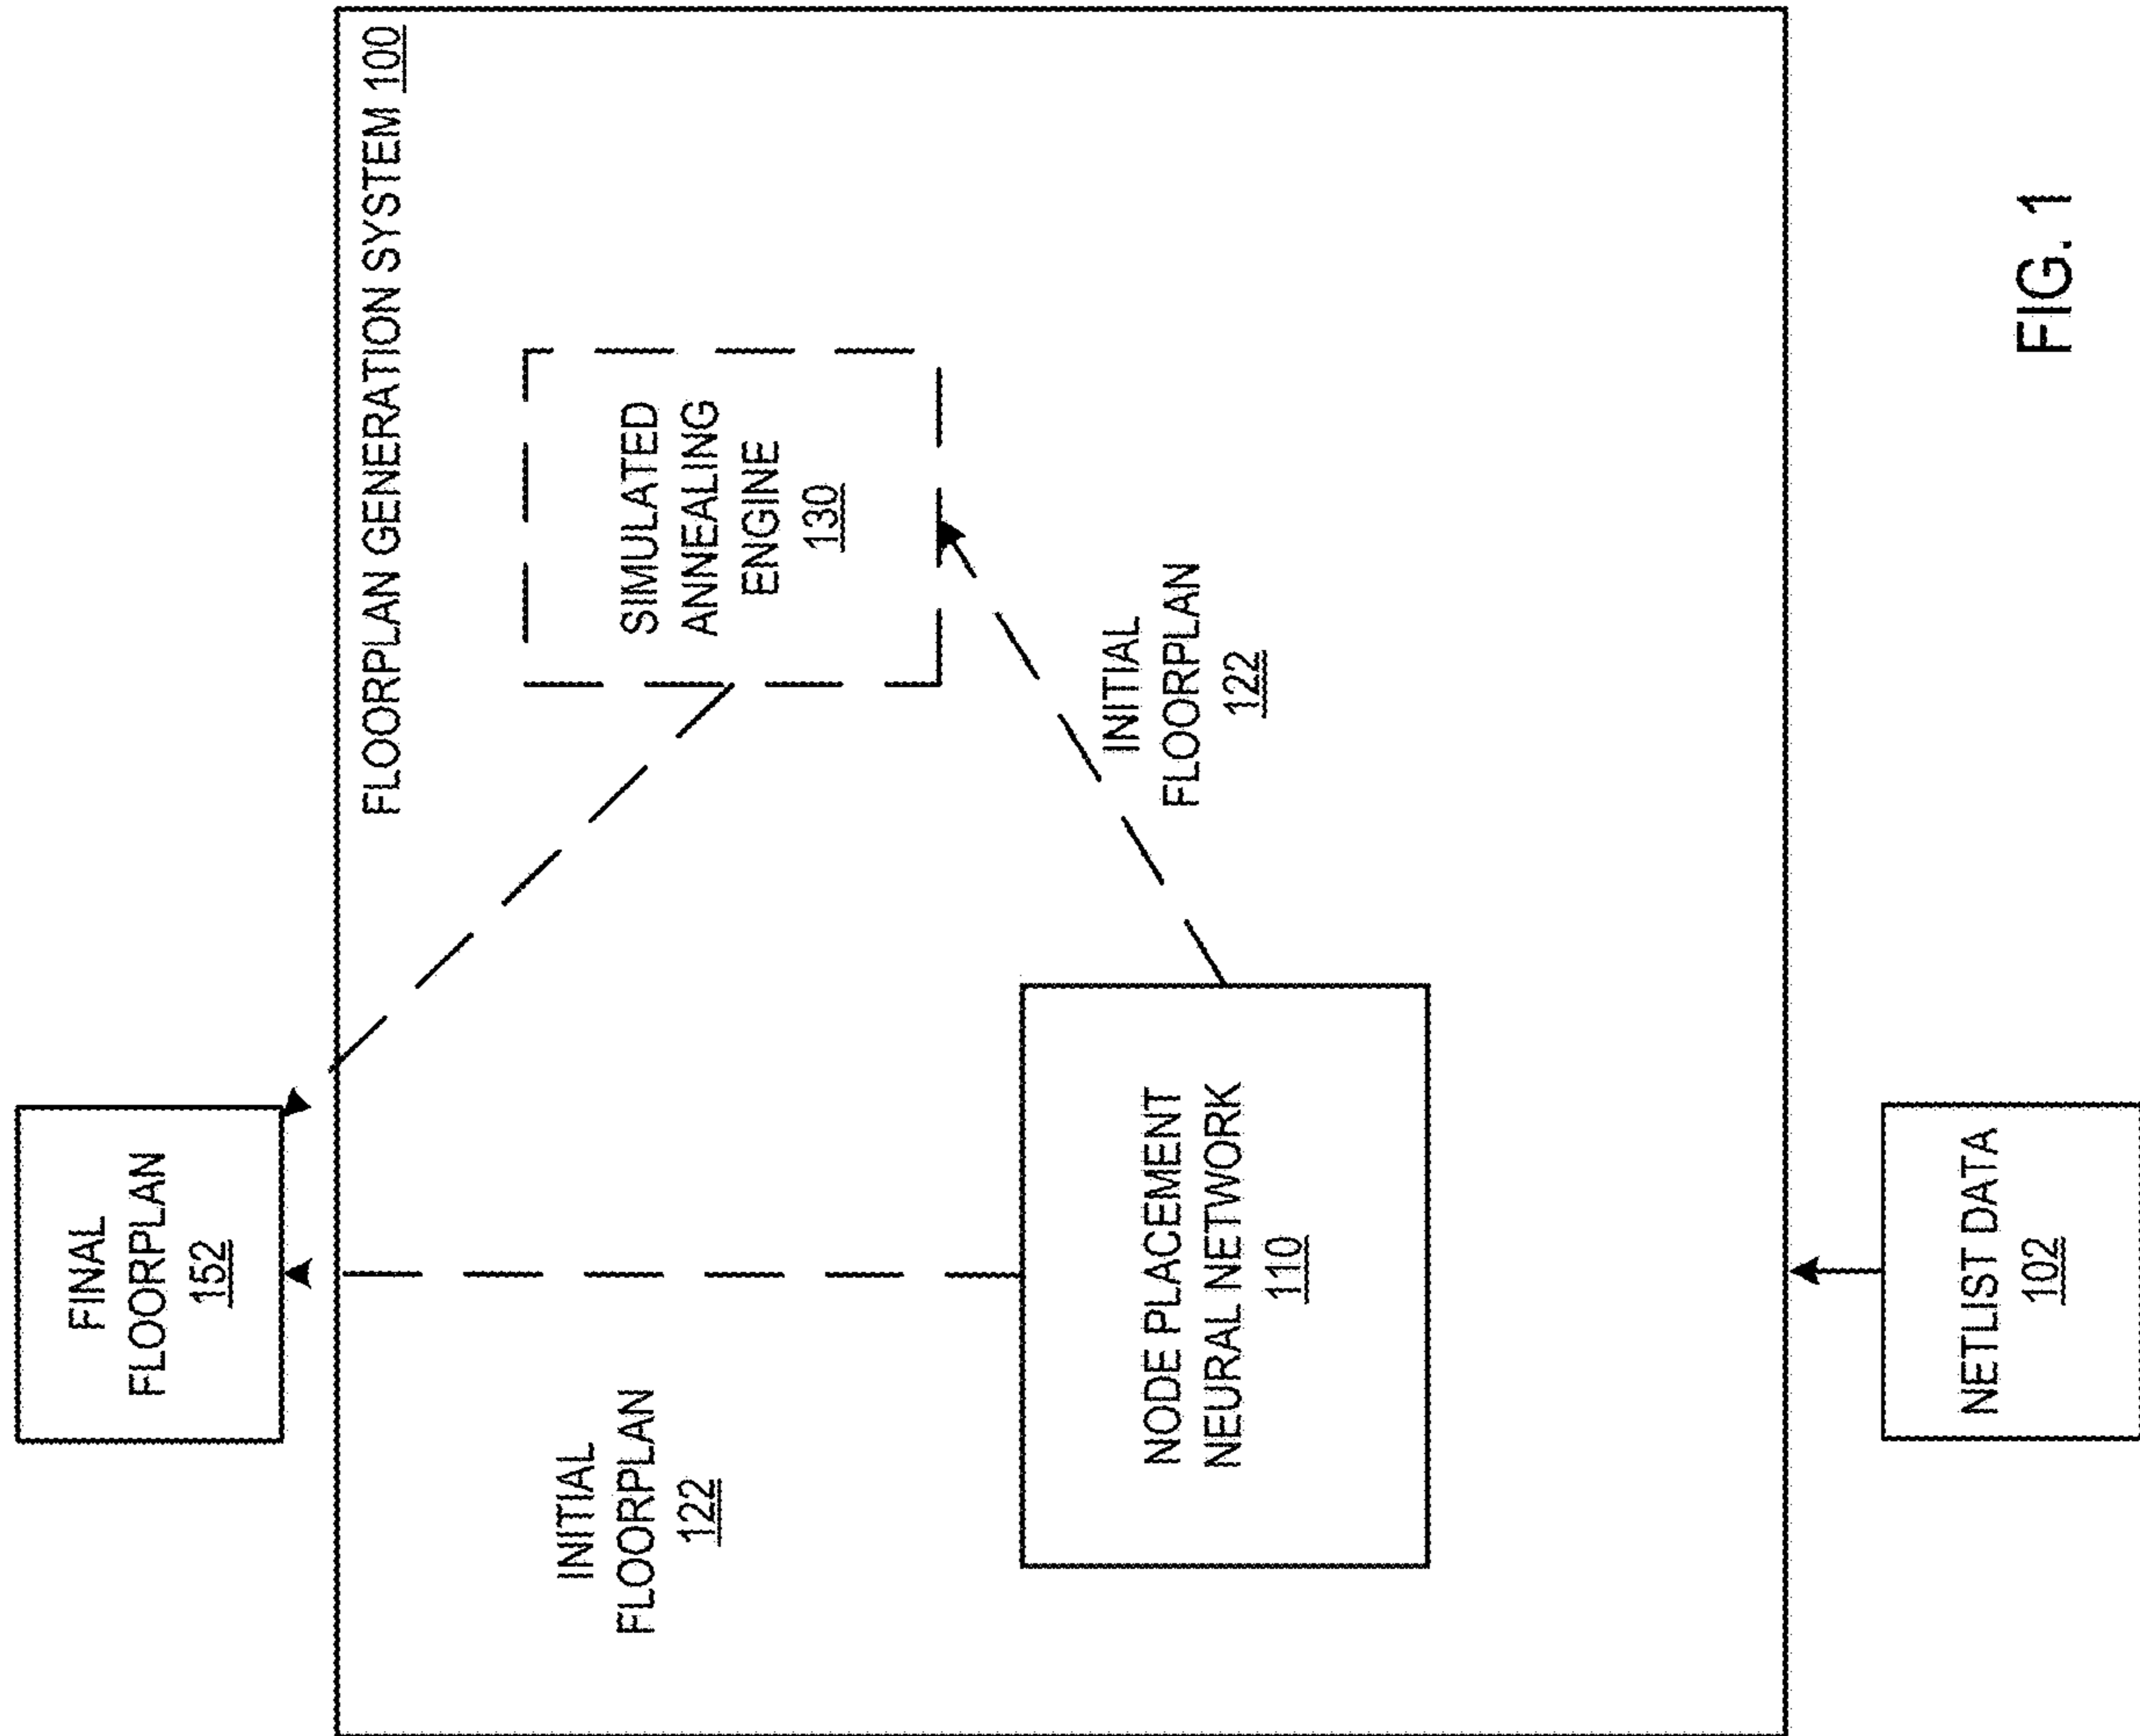 FLOORPLAN GENERATION SYSTEM 100
SIMULATED
ANNEALING
ENGINE
130
INITIAL
FLOORPLAN
122
FINAL
FLOORPLAN
152
INITIAL
FLOORPLAN
122
NODE PLACEMENT
NEURAL NETWORK
110
NETLIST DATA
102
FIG. 1